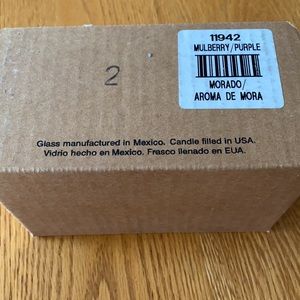 11942
MULBERRY/PURPLE
MORADO/
AROMA DE MORA
2
Glass manufactured in Mexico. Candle filled in USA.
Vidrio hecho en Mexico. Frasco llenado en EUA.